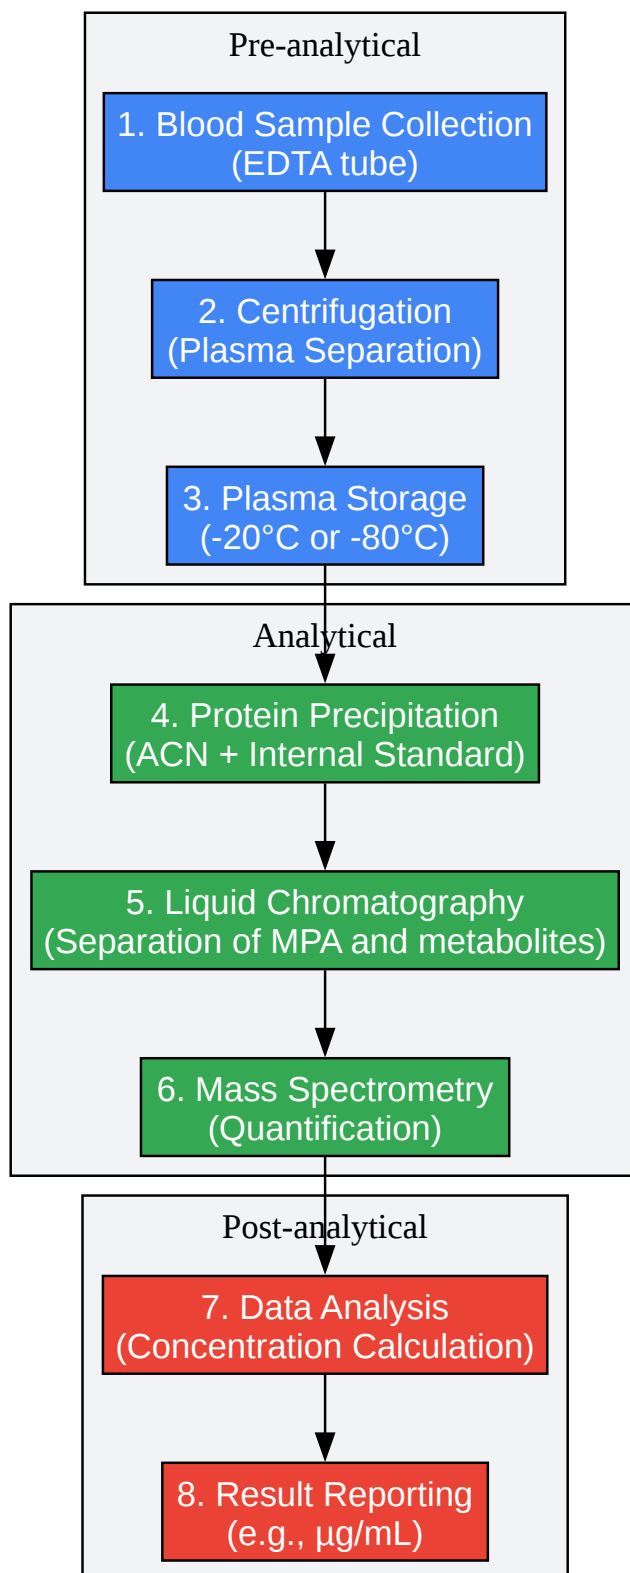 Pre-analytical
1. Blood Sample Collection
(EDTA tube)
2. Centrifugation
(Plasma Separation)
3. Plasma Storage
(-20°C or -80°C)
Analytical
4. Protein Precipitation
(ACN + Internal Standard)
5. Liquid Chromatography
(Separation of MPA and metabolites)
6. Mass Spectrometry
(Quantification)
Post-analytical
7. Data Analysis
(Concentration Calculation)
8. Result Reporting
(e.g., µg/mL)